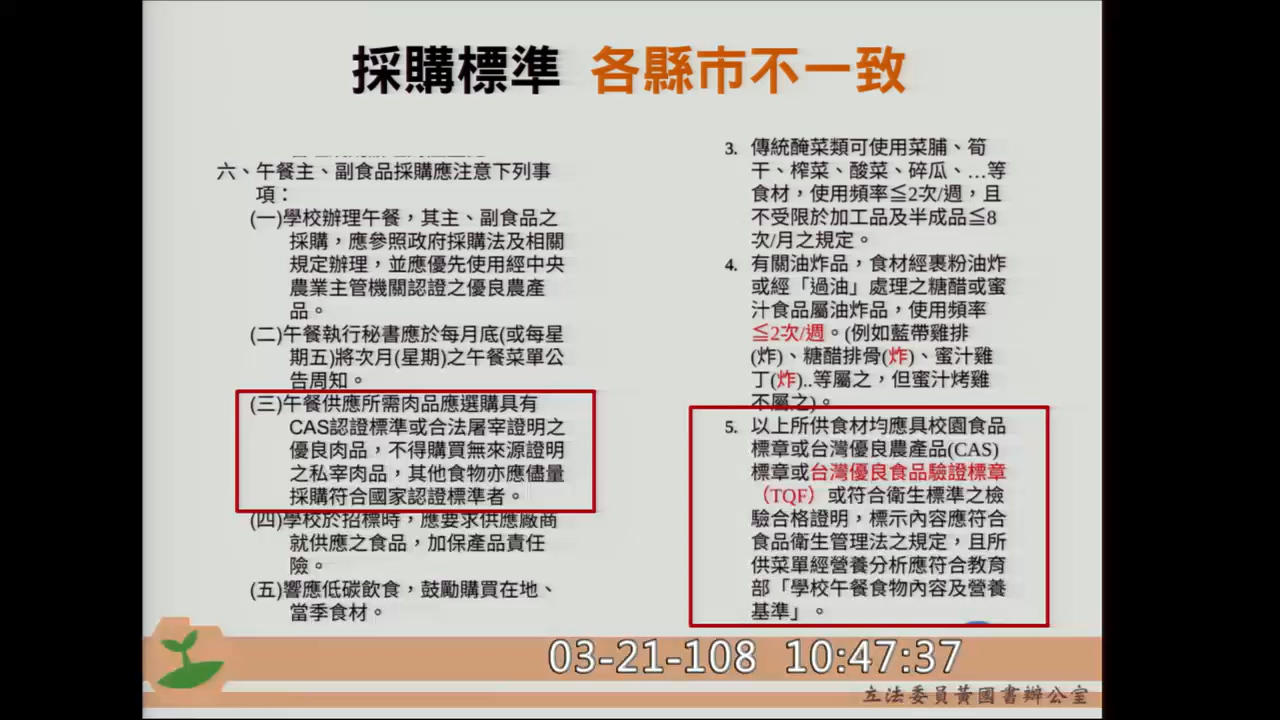 採購標準 各縣市不一致
六、午餐主、副食品採購應注意下列事
項：
(一)學校辦理午餐，其主、副食品之
採購，應參照政府採購法及相關
規定辦理，並應優先使用經中央
農業主管機關認證之優良農產
品。
(二)午餐執行秘書應於每月底(或每星
期五)將次月(星期)之午餐菜單公
告周知。
(三)午餐供應所需肉品應選購具有
CAS認證標準或合法屠宰證明之
優良肉品，不得購買無來源證明
之私宰肉品，其他食物亦應儘量
採購符合國家認證標準者。
(四)學校於招標時，應要求供應廠商
就供應之食品，加保產品責任
險。
(五)響應低碳飲食，鼓勵購買在地、
當季食材。
3. 傳統醃菜類可使用菜脯、筍
干、榨菜、酸菜、碎瓜、…等
食材，使用頻率≦2次/週，且
不受限於加工品及半成品≦8
次/月之規定。
4. 有關油炸品，食材經裹粉油炸
或經「過油」處理之糖醋或蜜
汁食品屬油炸品，使用頻率
≦2次/週。(例如藍帶雞排
(炸)、糖醋排骨(炸)、蜜汁雞
丁(炸)..等屬之，但蜜汁烤雞
不屬之)。
5. 以上所供食材均應具校園食品
標章或台灣優良農產品(CAS)
標章或台灣優良食品驗證標章
（TQF）或符合衛生標準之檢
驗合格證明，標示內容應符合
食品衛生管理法之規定，且所
供菜單經營養分析應符合教育
部「學校午餐食物內容及營養
基準」。
03-21-108 10:47:37
立法委員黃國書辦公室